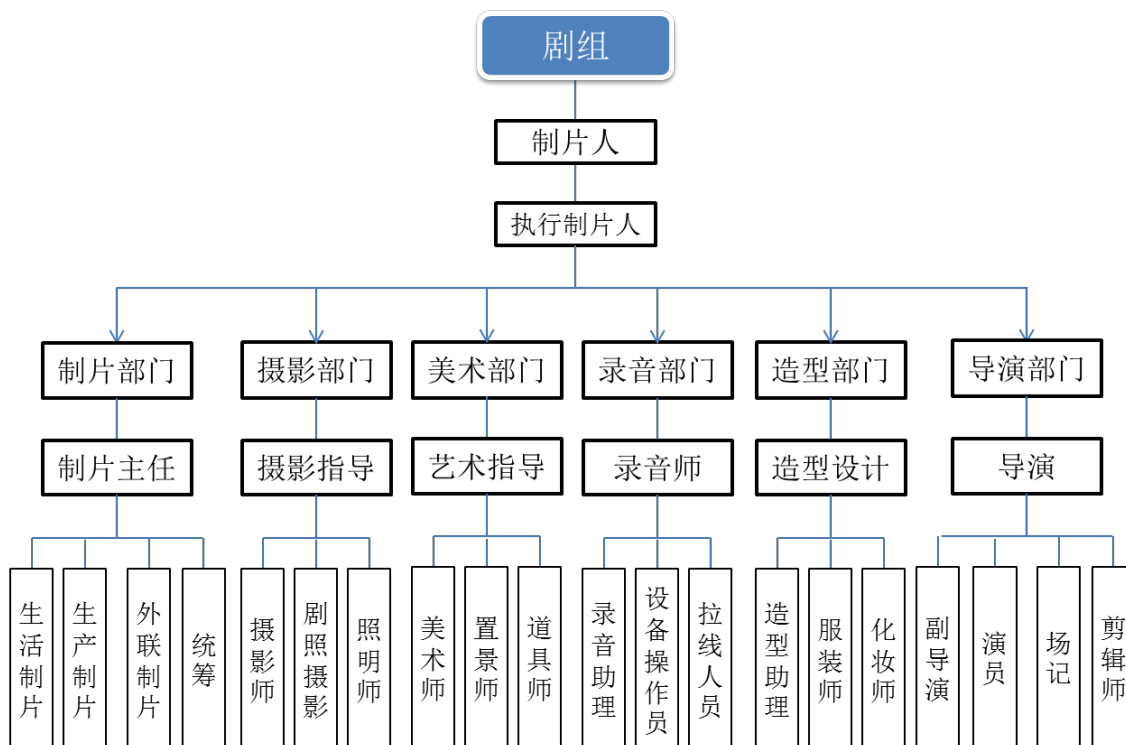 剧组
制片人
执行制片人
制片部门
摄影部门
美术部门
录音部门
造型部门
导演部门
制片主任
摄影指导
艺术指导
录音师
造型设计
导演
生活制片
生产制片
外联制片
统筹
摄影师
剧照摄影
照明师
美术师
置景师
道具师
录音助理
设备操作员
拉线人员
造型助理
服装师
化妆师
副导演
演员
场记
剪辑师